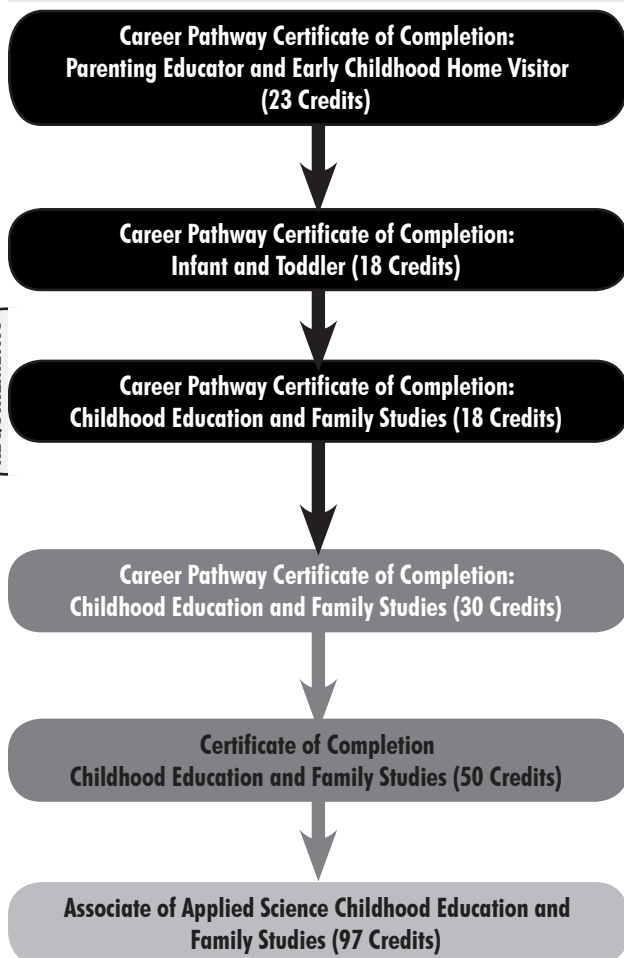 Career Pathway Certificate of Completion:
Parenting Educator and Early Childhood Home Visitor
(23 Credits)
Career Pathway Certificate of Completion:
Infant and Toddler (18 Credits)
Career Pathway Certificate of Completion:
Childhood Education and Family Studies (18 Credits)
Career Pathway Certificate of Completion:
Childhood Education and Family Studies (30 Credits)
Certificate of Completion
Childhood Education and Family Studies (50 Credits)
Associate of Applied Science Childhood Education and
Family Studies (97 Credits)